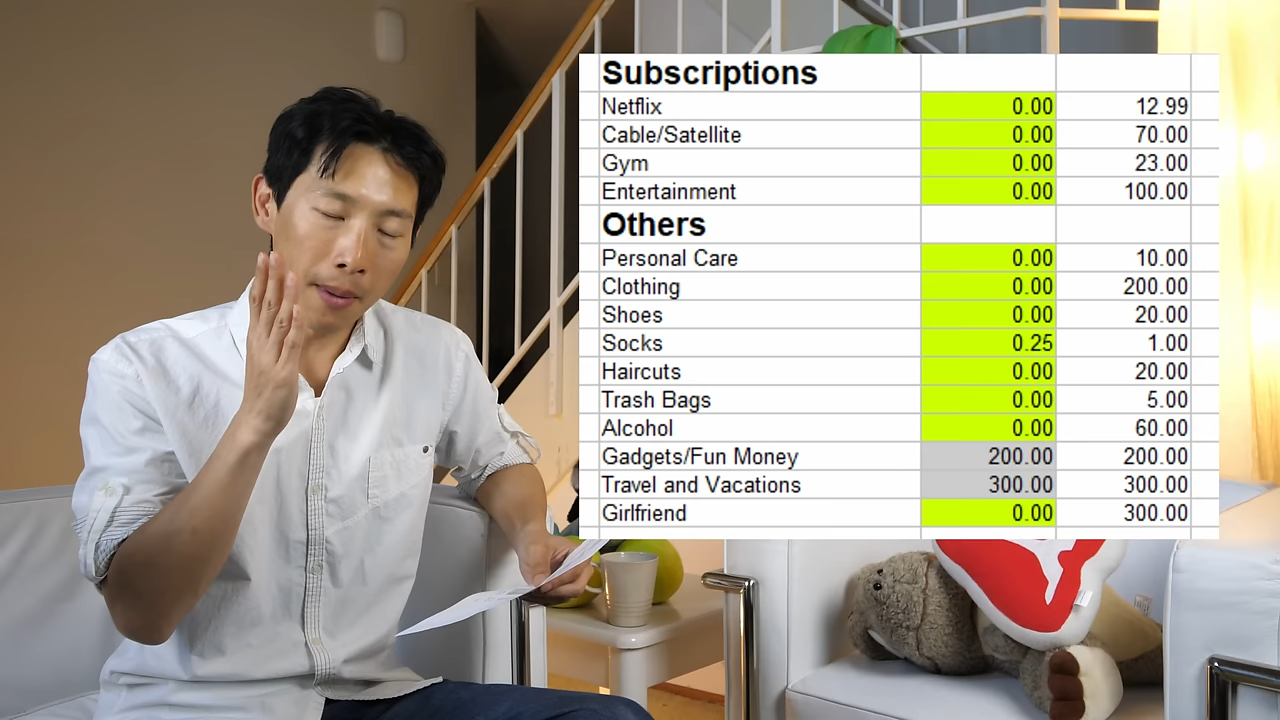 Subscriptions
Netflix 0.00 12.99
Cable/Satellite 0.00 70.00
Gym 0.00 23.00
Entertainment 0.00 100.00
Others
Personal Care 0.00 10.00
Clothing 0.00 200.00
Shoes 0.00 20.00
Socks 0.25 1.00
Haircuts 0.00 20.00
Trash Bags 0.00 5.00
Alcohol 0.00 60.00
Gadgets/Fun Money 200.00 200.00
Travel and Vacations 300.00 300.00
Girlfriend 0.00 300.00